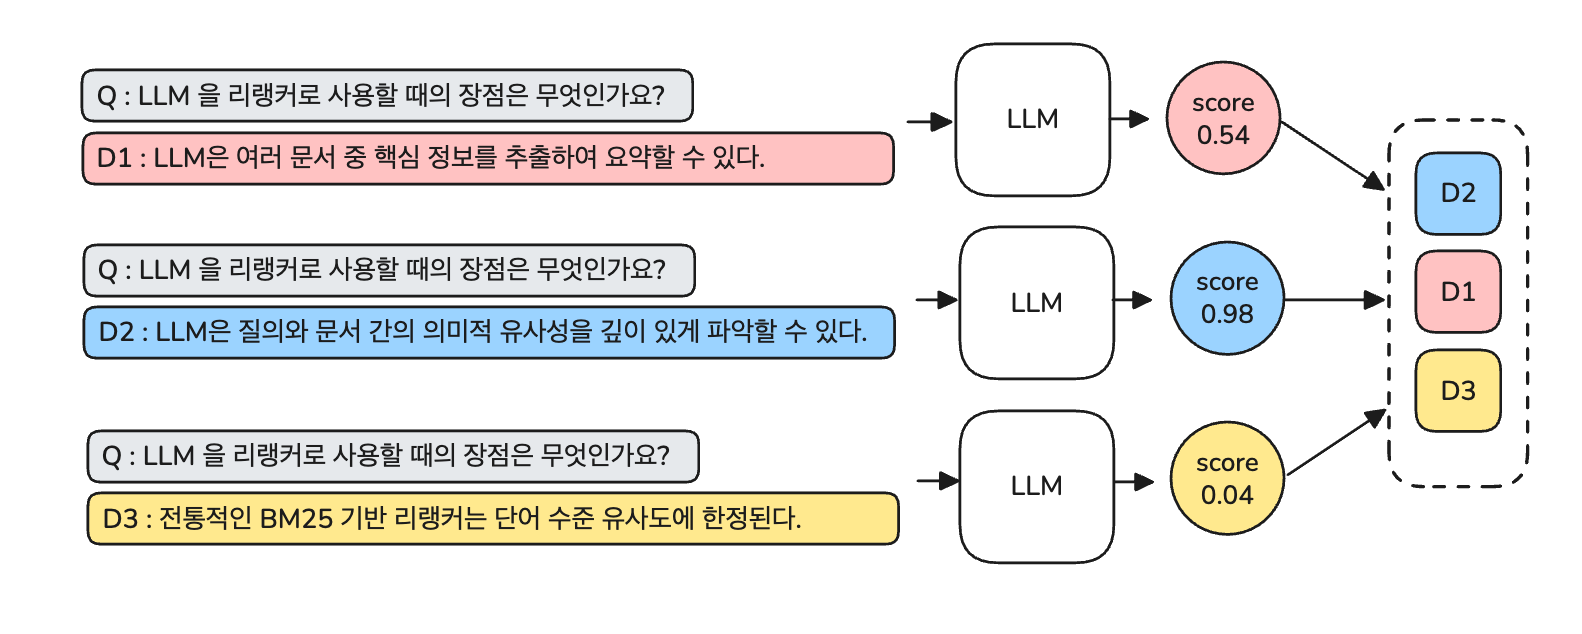 Q : LLM 을 리랭커로 사용할 때의 장점은 무엇인가요?
D1 : LLM은 여러 문서 중 핵심 정보를 추출하여 요약할 수 있다.
LLM
score
0.54
Q : LLM 을 리랭커로 사용할 때의 장점은 무엇인가요?
D2 : LLM은 질의와 문서 간의 의미적 유사성을 깊이 있게 파악할 수 있다.
LLM
score
0.98
Q : LLM 을 리랭커로 사용할 때의 장점은 무엇인가요?
D3 : 전통적인 BM25 기반 리랭커는 단어 수준 유사도에 한정된다.
LLM
score
0.04
D2
D1
D3